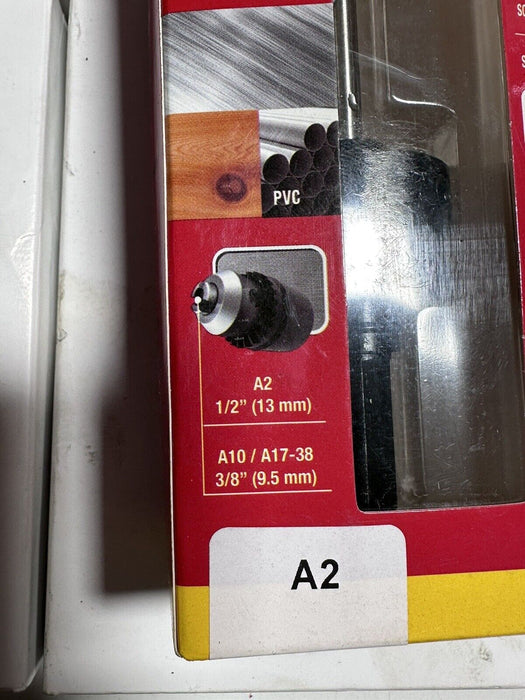 PVC
A2
1/2” (13 mm)
A10 / A17-38
3/8” (9.5 mm)
A2